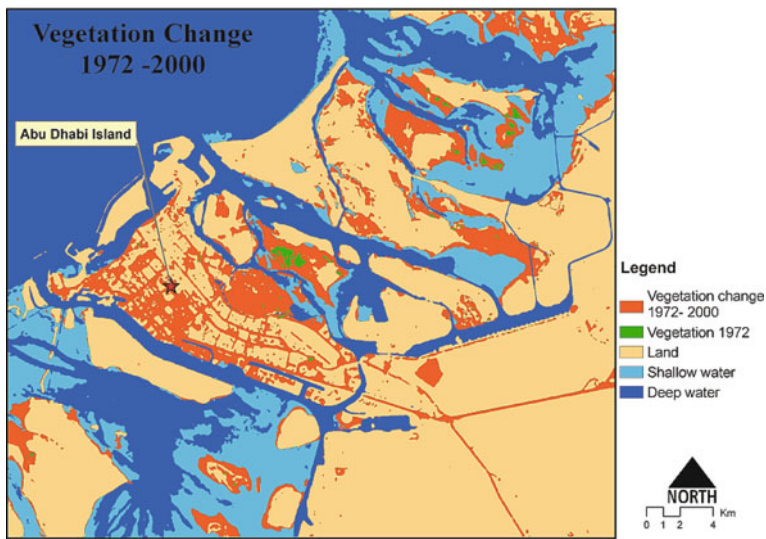 Vegetation Change
1972 -2000
Abu Dhabi Island
Legend
Vegetation change
1972- 2000
Vegetation 1972
Land
Shallow water
Deep water
NORTH
0 1 2 4 Km